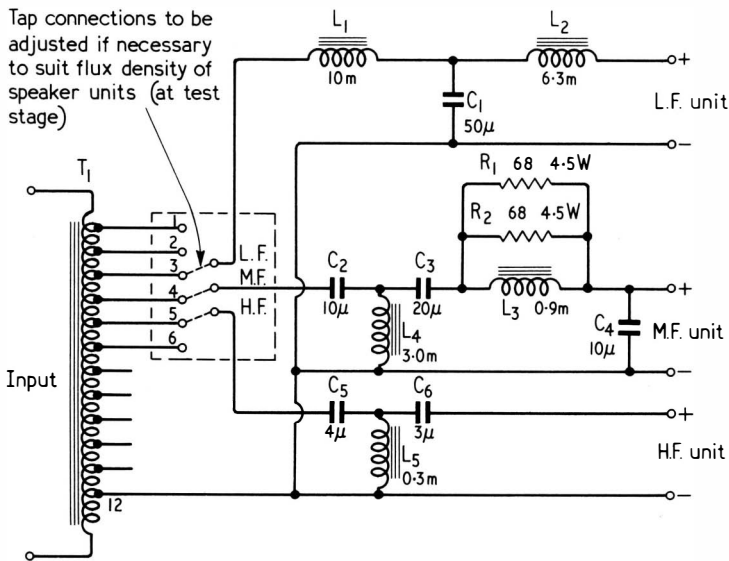 Tap connections to be
adjusted if necessary
to suit flux density of
speaker units (at test
stage)
L1
10m
L2
6·3m
+
C1
50μ
L.F. unit
−
T1
R1 68 4·5W
R2 68 4·5W
1
2
3
4
5
6
L.F.
M.F.
H.F.
C2
10μ
C3
20μ
L3 0·9m
+
L4
3·0m
C4
10μ
M.F. unit
−
Input
C5
4μ
C6
3μ
+
L5
0·3m
H.F. unit
12
−